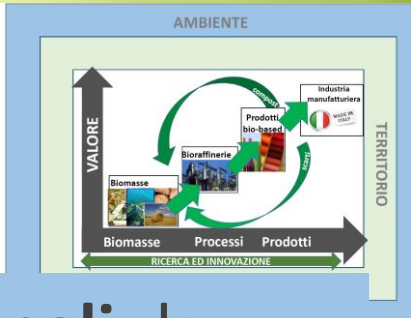 AMBIENTE
TERRITORIO
VALORE
Industria
manifatturiera
MADE IN
ITALY
compost
Prodotti
bio-based
Bioraffinerie
scarti
Biomasse
Biomasse Processi Prodotti
RICERCA ED INNOVAZIONE